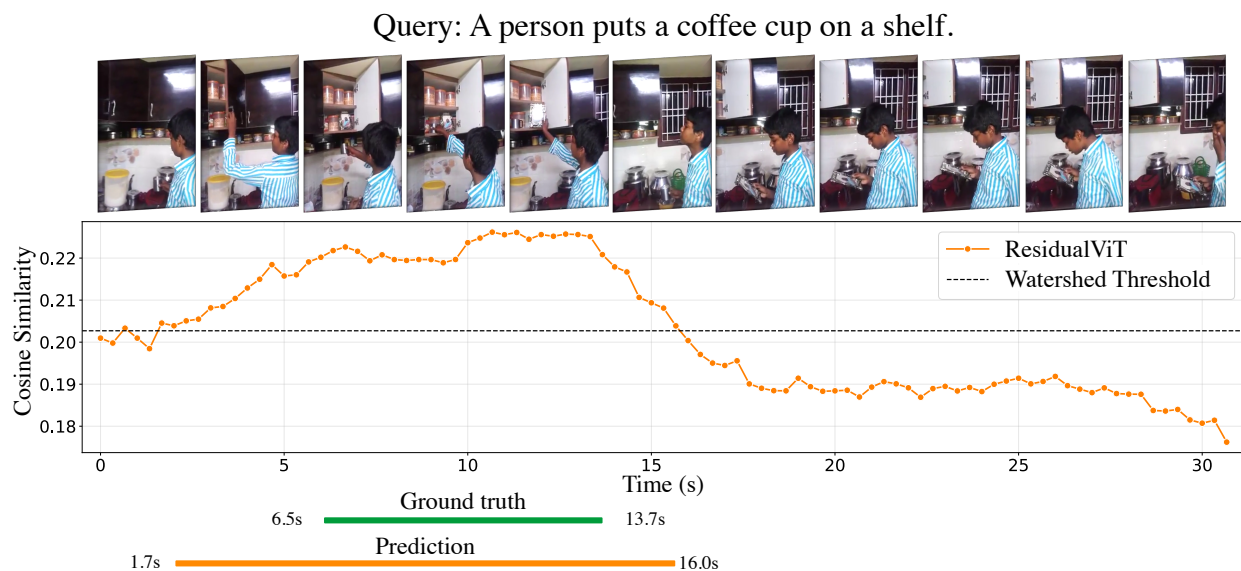 Query: A person puts a coffee cup on a shelf.
Cosine Similarity
0.22
0.21
0.20
0.19
0.18
ResidualViT
Watershed Threshold
0 5 10 15 20 25 30
Time (s)
Ground truth
6.5s 13.7s
Prediction
1.7s 16.0s